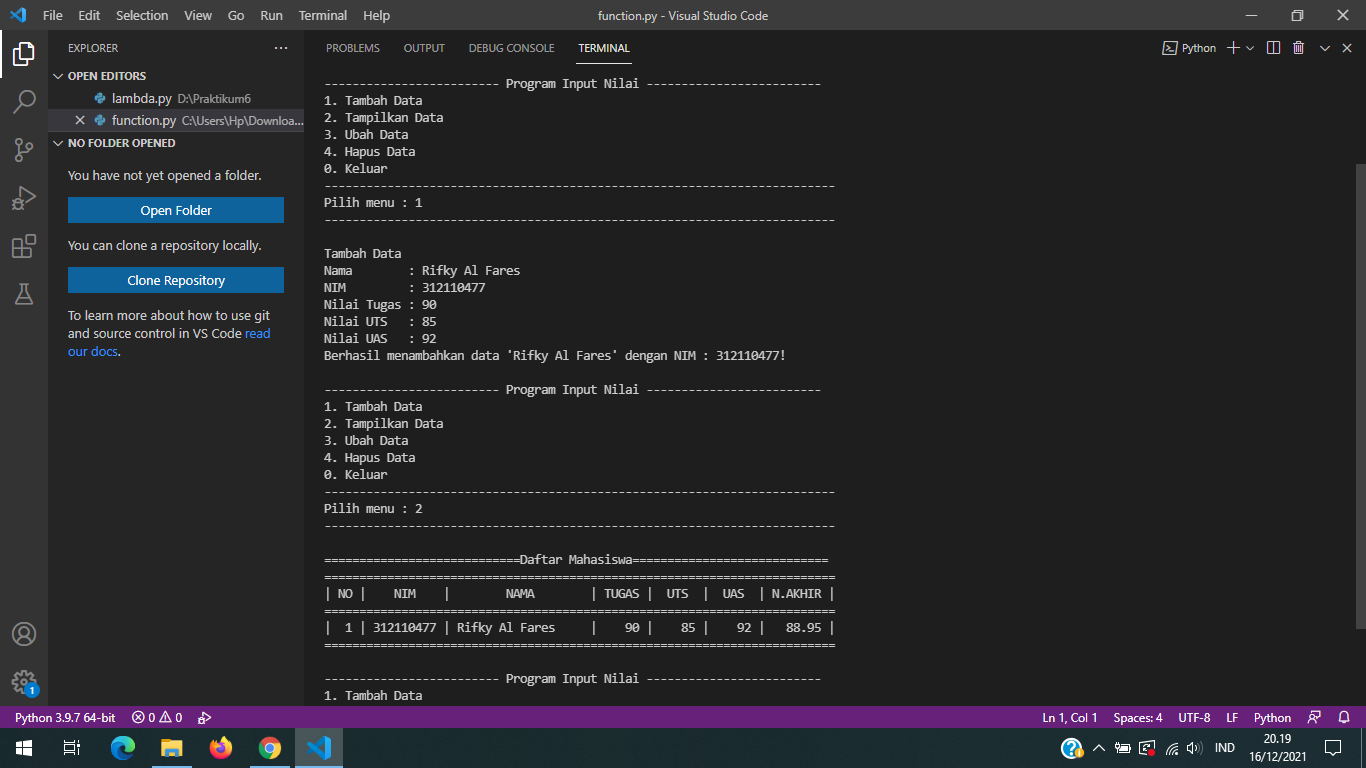 File Edit Selection View Go Run Terminal Help function.py - Visual Studio Code
EXPLORER ···
OPEN EDITORS
lambda.py D:\Praktikum6
function.py C:\Users\Hp\Downloa...
NO FOLDER OPENED
You have not yet opened a folder.
Open Folder
You can clone a repository locally.
Clone Repository
To learn more about how to use git
and source control in VS Code read
our docs.
1
PROBLEMS OUTPUT DEBUG CONSOLE TERMINAL Python
------------------------- Program Input Nilai -------------------------
1. Tambah Data
2. Tampilkan Data
3. Ubah Data
4. Hapus Data
0. Keluar
-------------------------------------------------------------------------
Pilih menu : 1
-------------------------------------------------------------------------
Tambah Data
Nama        : Rifky Al Fares
NIM         : 312110477
Nilai Tugas : 90
Nilai UTS   : 85
Nilai UAS   : 92
Berhasil menambahkan data 'Rifky Al Fares' dengan NIM : 312110477!
------------------------- Program Input Nilai -------------------------
1. Tambah Data
2. Tampilkan Data
3. Ubah Data
4. Hapus Data
0. Keluar
-------------------------------------------------------------------------
Pilih menu : 2
-------------------------------------------------------------------------
============================Daftar Mahasiswa============================
=========================================================================
| NO |    NIM    |        NAMA        | TUGAS |  UTS  |  UAS  | N.AKHIR |
=========================================================================
|  1 | 312110477 | Rifky Al Fares     |    90 |    85 |    92 |   88.95 |
=========================================================================
------------------------- Program Input Nilai -------------------------
1. Tambah Data
Python 3.9.7 64-bit 0 0 Ln 1, Col 1 Spaces: 4 UTF-8 LF Python
IND
20.19
16/12/2021